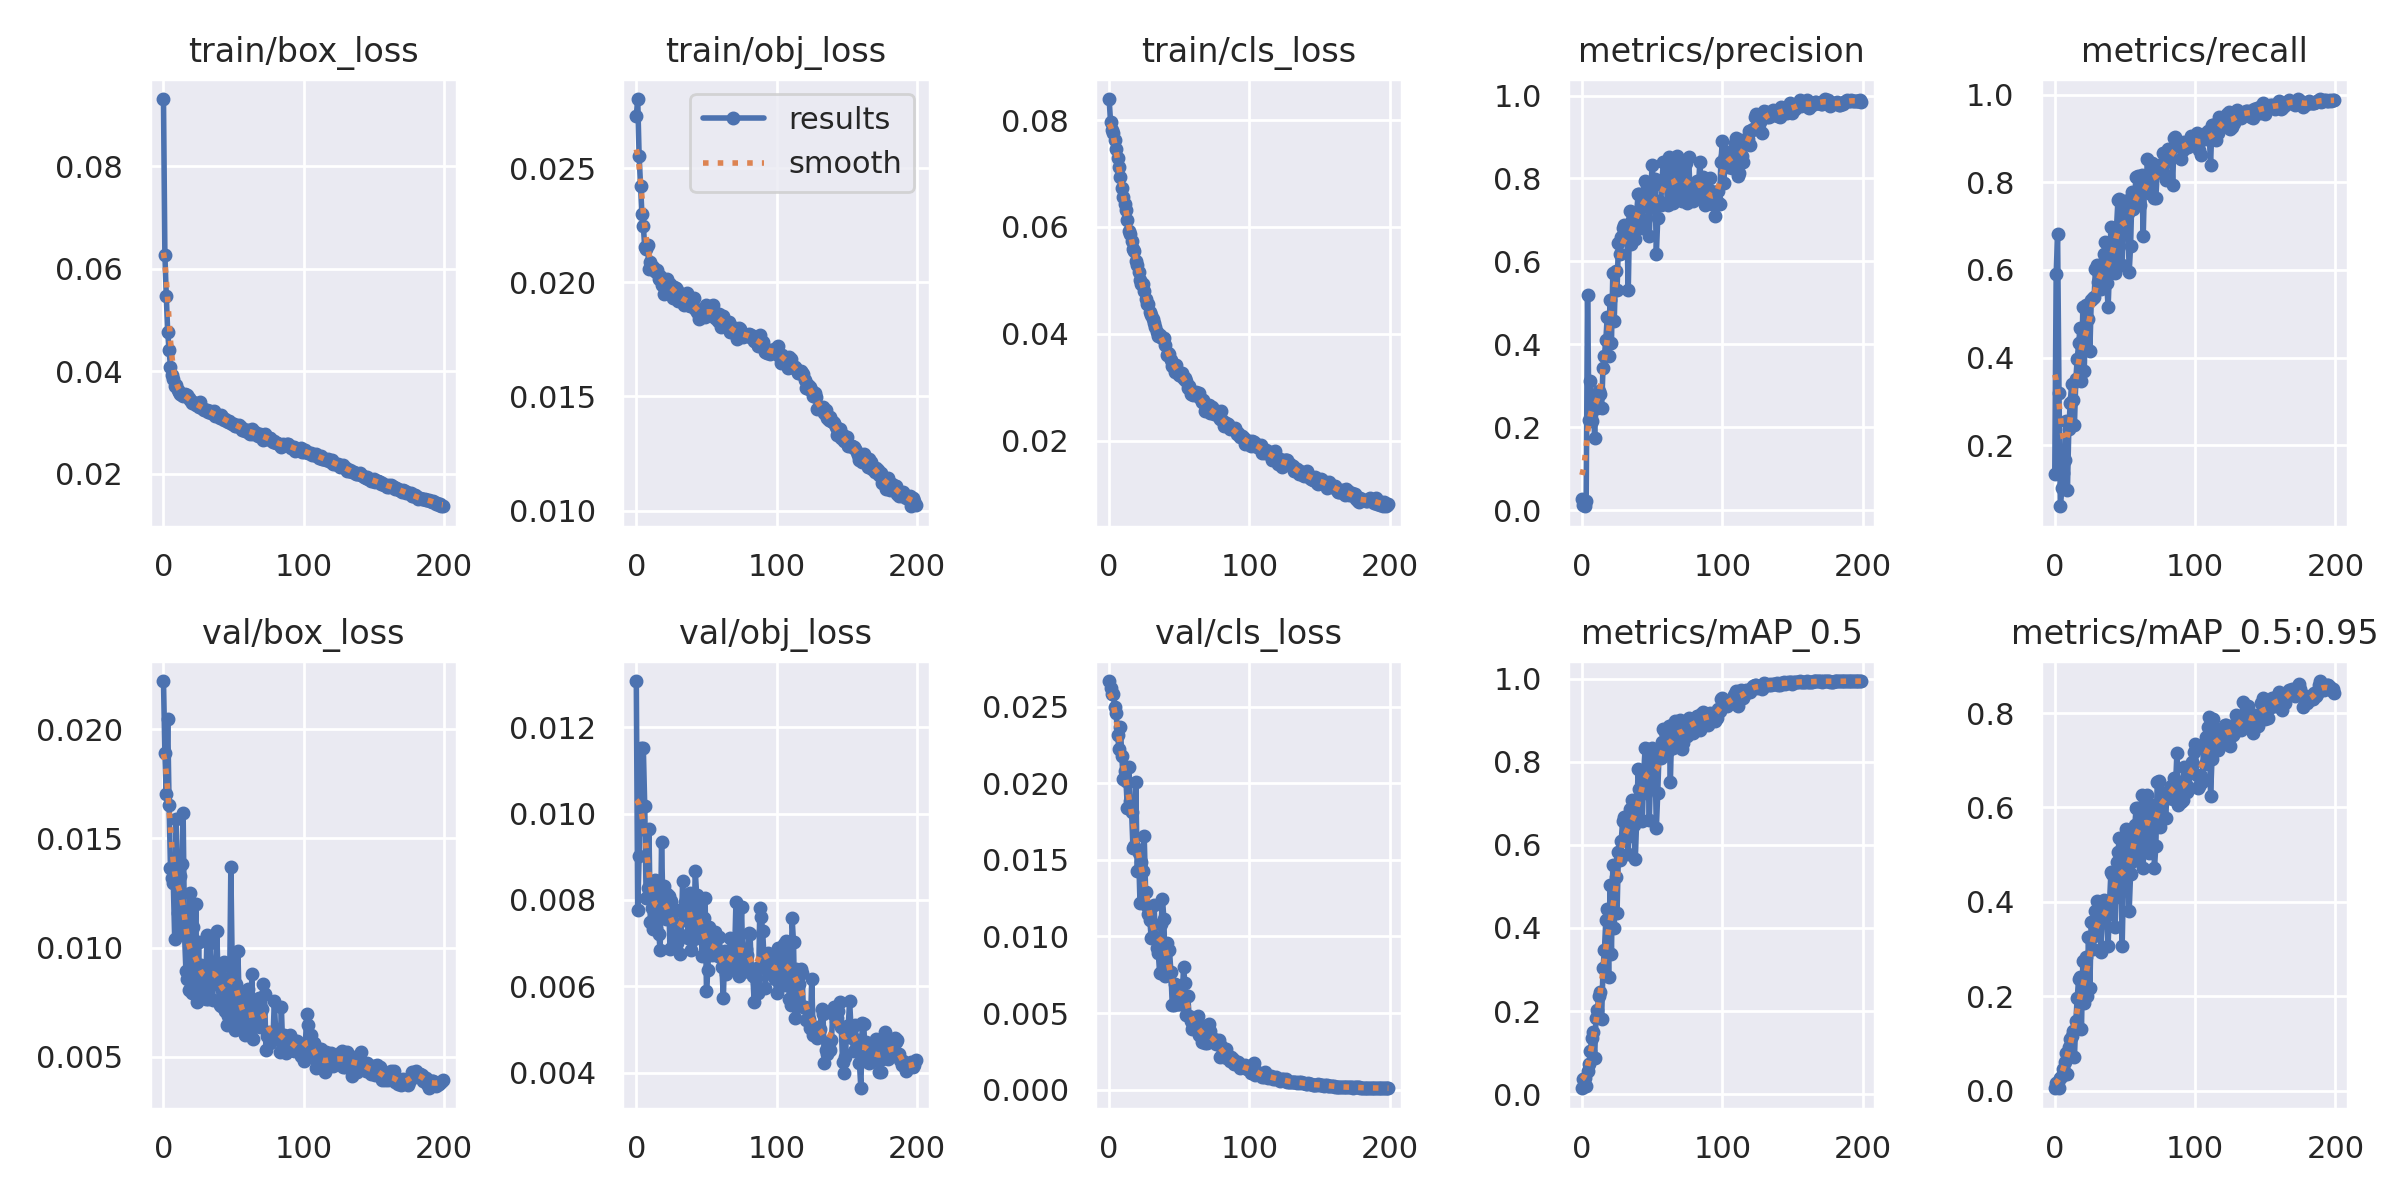 train/box_loss
train/obj_loss
train/cls_loss
metrics/precision
metrics/recall
results
smooth
0.08
0.06
0.04
0.02
0 100 200
0.025
0.020
0.015
0.010
0 100 200
0.08
0.06
0.04
0.02
0 100 200
1.0
0.8
0.6
0.4
0.2
0.0
0 100 200
1.0
0.8
0.6
0.4
0.2
0 100 200
val/box_loss
val/obj_loss
val/cls_loss
metrics/mAP_0.5
metrics/mAP_0.5:0.95
0.020
0.015
0.010
0.005
0 100 200
0.012
0.010
0.008
0.006
0.004
0 100 200
0.025
0.020
0.015
0.010
0.005
0.000
0 100 200
1.0
0.8
0.6
0.4
0.2
0.0
0 100 200
0.8
0.6
0.4
0.2
0.0
0 100 200